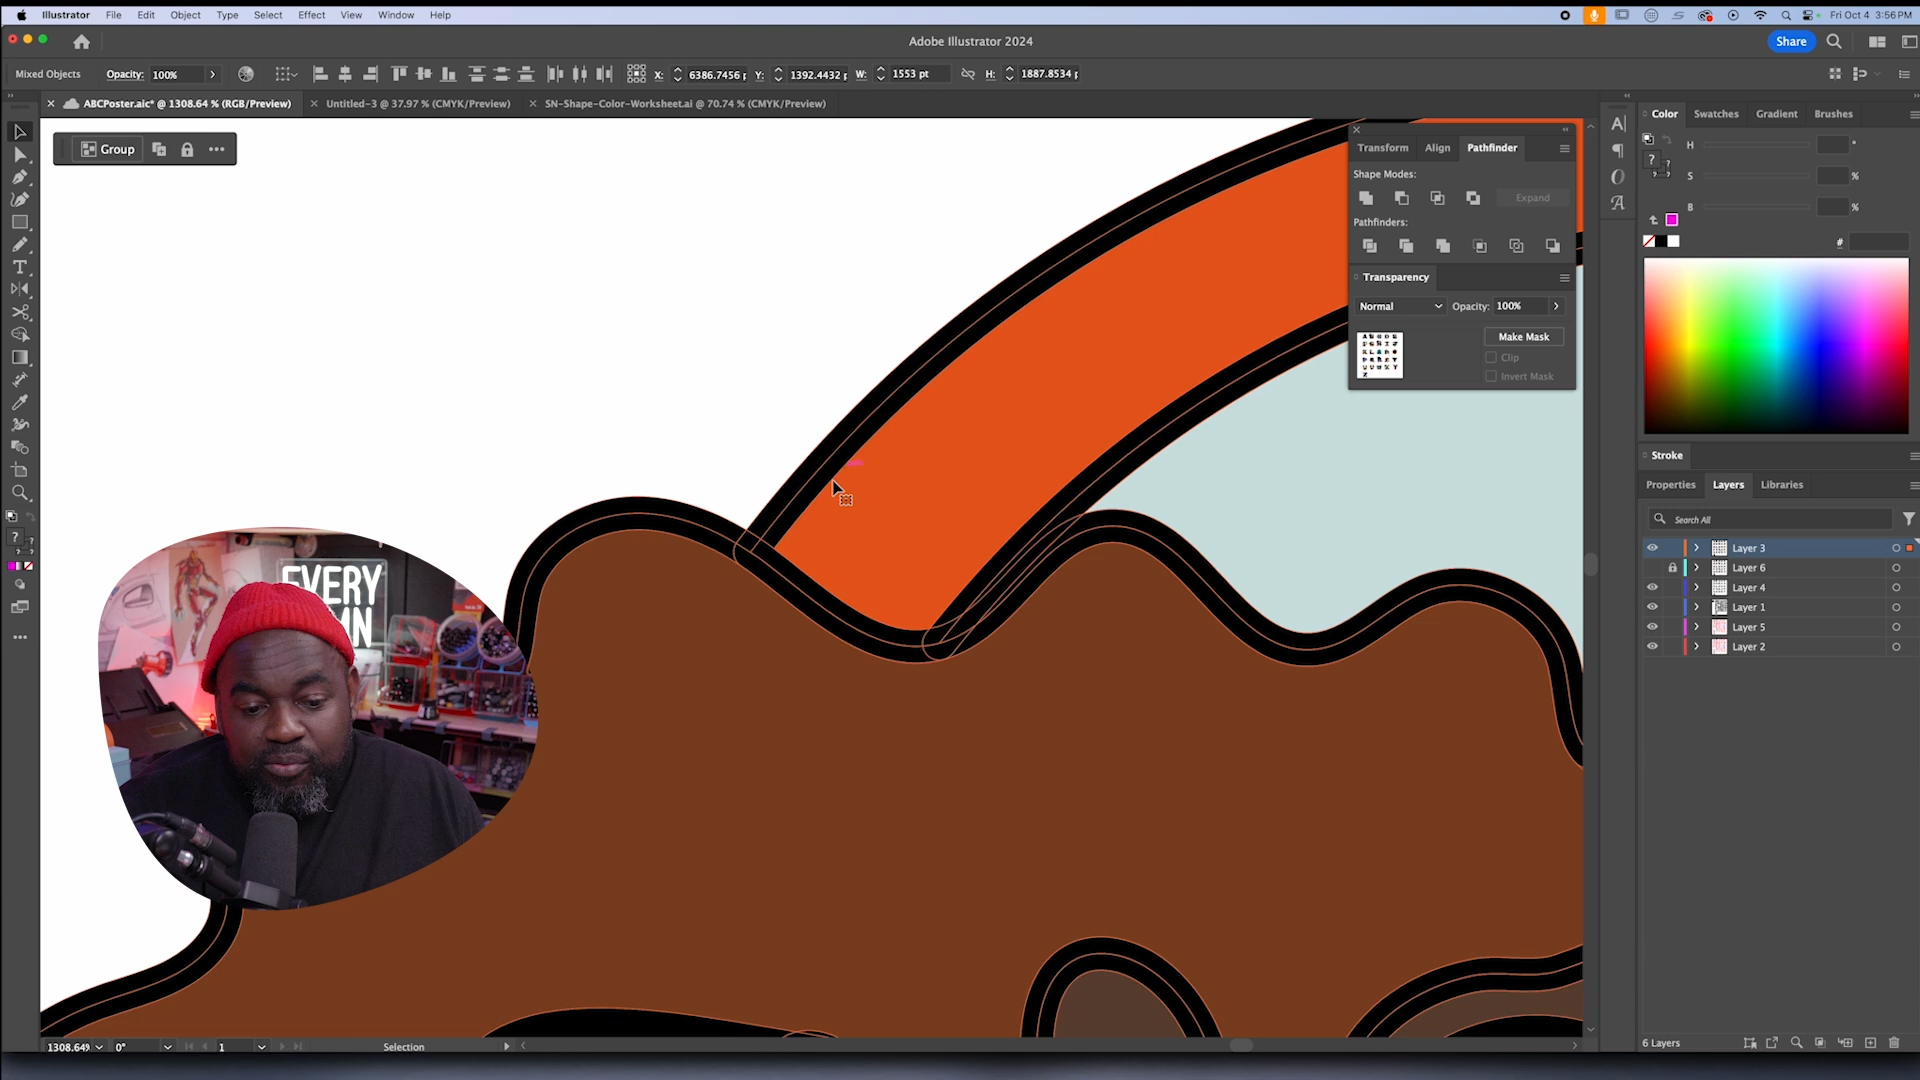 Illustrator File Edit Object Type Select Effect View Window Help Fri Oct 4 3:56PM
Adobe Illustrator 2024 Share
Mixed Objects Opacity: 100% X: 6386.7456 Y: 1392.4432 W: 1553 pt H: 1887.8534
ABCPoster.aic* @ 1308.64 % (RGB/Preview) Untitled-3 @ 37.97 % (CMYK/Preview) SN-Shape-Color-Worksheet.ai @ 70.74 % (CMYK/Preview)
Color Swatches Gradient Brushes
Group
Transform Align Pathfinder
Shape Modes:
Expand
Pathfinders:
Transparency
Normal Opacity: 100%
Make Mask
Clip
Invert Mask
H °
S %
B %
#
Stroke
Properties Layers Libraries
Search All
Layer 3
Layer 6
Layer 4
Layer 1
Layer 5
Layer 2
EVERY
6 Layers
1308.64% 0° 1 Selection